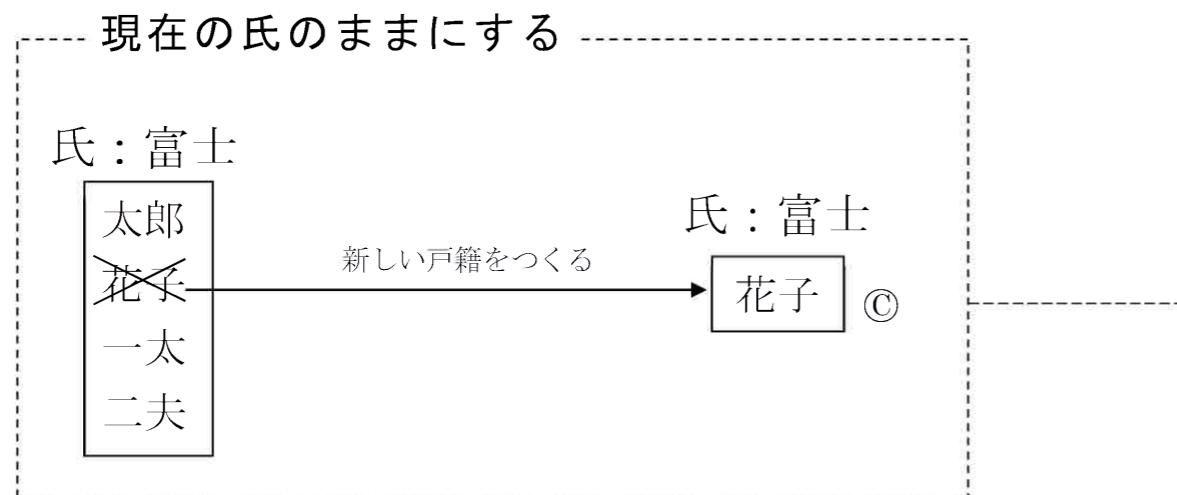 現在の氏のままにする
氏：富士
太郎
花子
一太
二夫
新しい戸籍をつくる
氏：富士
花子
Ⓒ